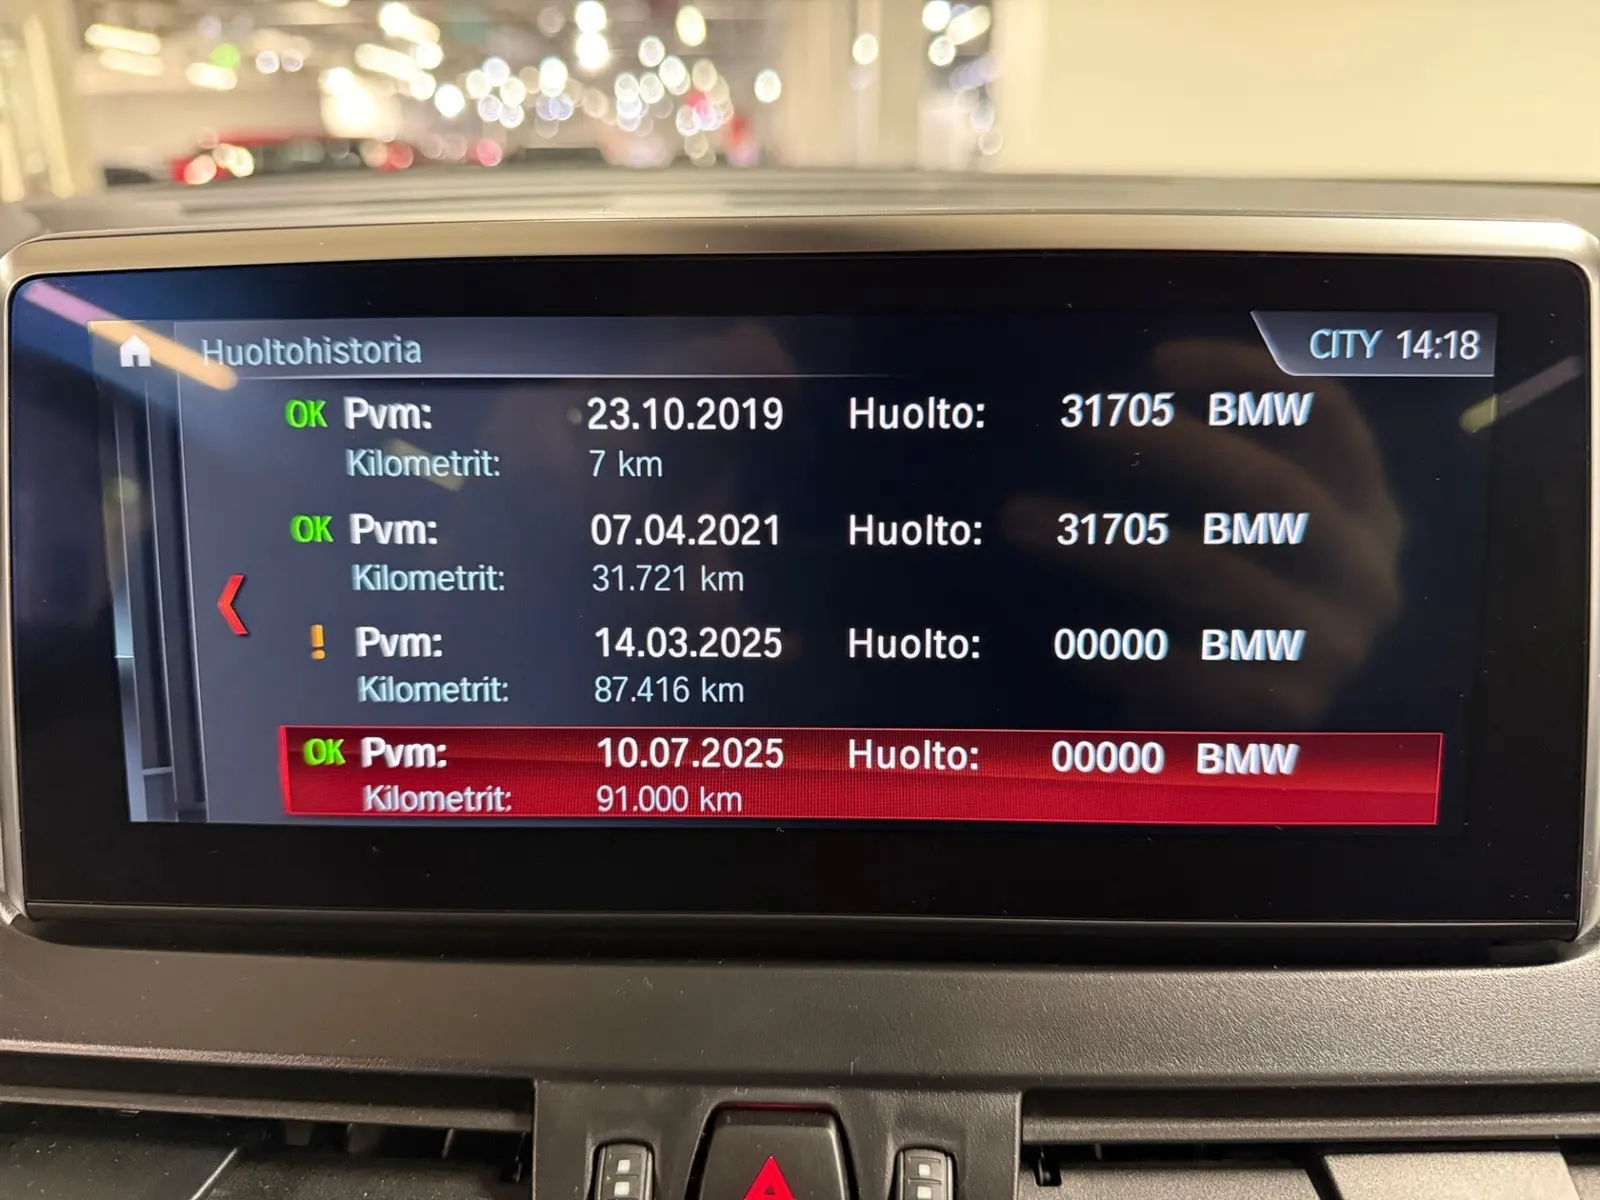 Huoltohistoria
CITY 14:18
OK Pvm: 23.10.2019 Huolto: 31705 BMW
Kilometrit: 7 km
OK Pvm: 07.04.2021 Huolto: 31705 BMW
Kilometrit: 31.721 km
! Pvm: 14.03.2025 Huolto: 00000 BMW
Kilometrit: 87.416 km
OK Pvm: 10.07.2025 Huolto: 00000 BMW
Kilometrit: 91.000 km